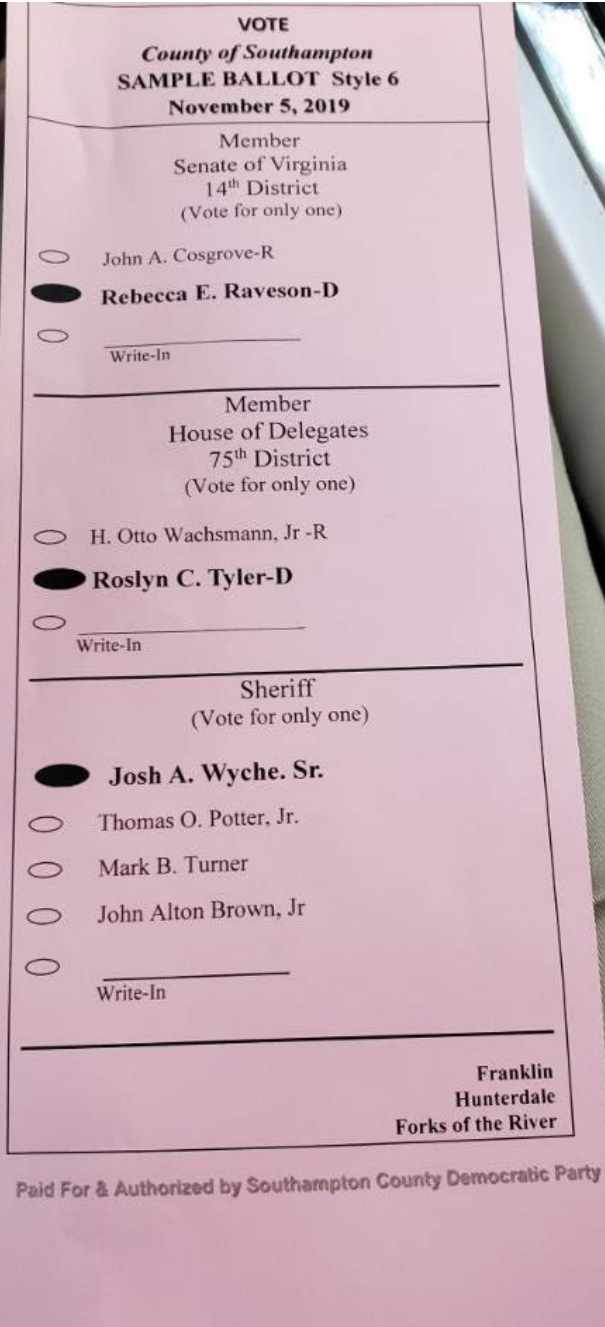 VOTE
County of Southampton
SAMPLE BALLOT Style 6
November 5, 2019
Member
Senate of Virginia
14th District
(Vote for only one)
John A. Cosgrove-R
Rebecca E. Raveson-D
Write-In
Member
House of Delegates
75th District
(Vote for only one)
H. Otto Wachsmann, Jr -R
Roslyn C. Tyler-D
Write-In
Sheriff
(Vote for only one)
Josh A. Wyche. Sr.
Thomas O. Potter, Jr.
Mark B. Turner
John Alton Brown, Jr
Write-In
Franklin
Hunterdale
Forks of the River
Paid For & Authorized by Southampton County Democratic Party